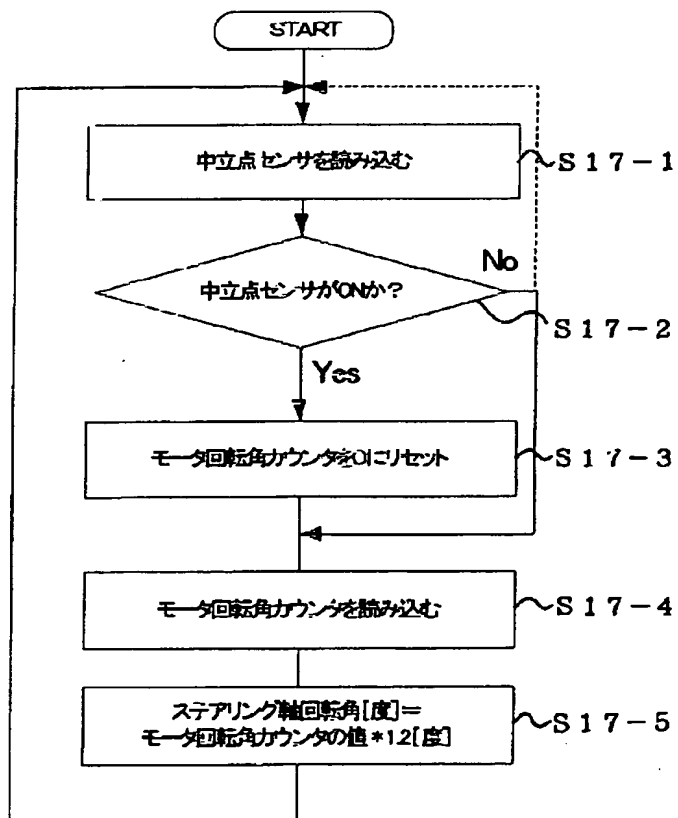 START
中立点センサを読み込む
S17-1
中立点センサがONか？
No
S17-2
Yes
モータ回転角カウンタを0にリセット
S17-3
モータ回転角カウンタを読み込む
S17-4
ステアリング軸回転角[度]=
モータ回転角カウンタの値*1.2[度]
S17-5